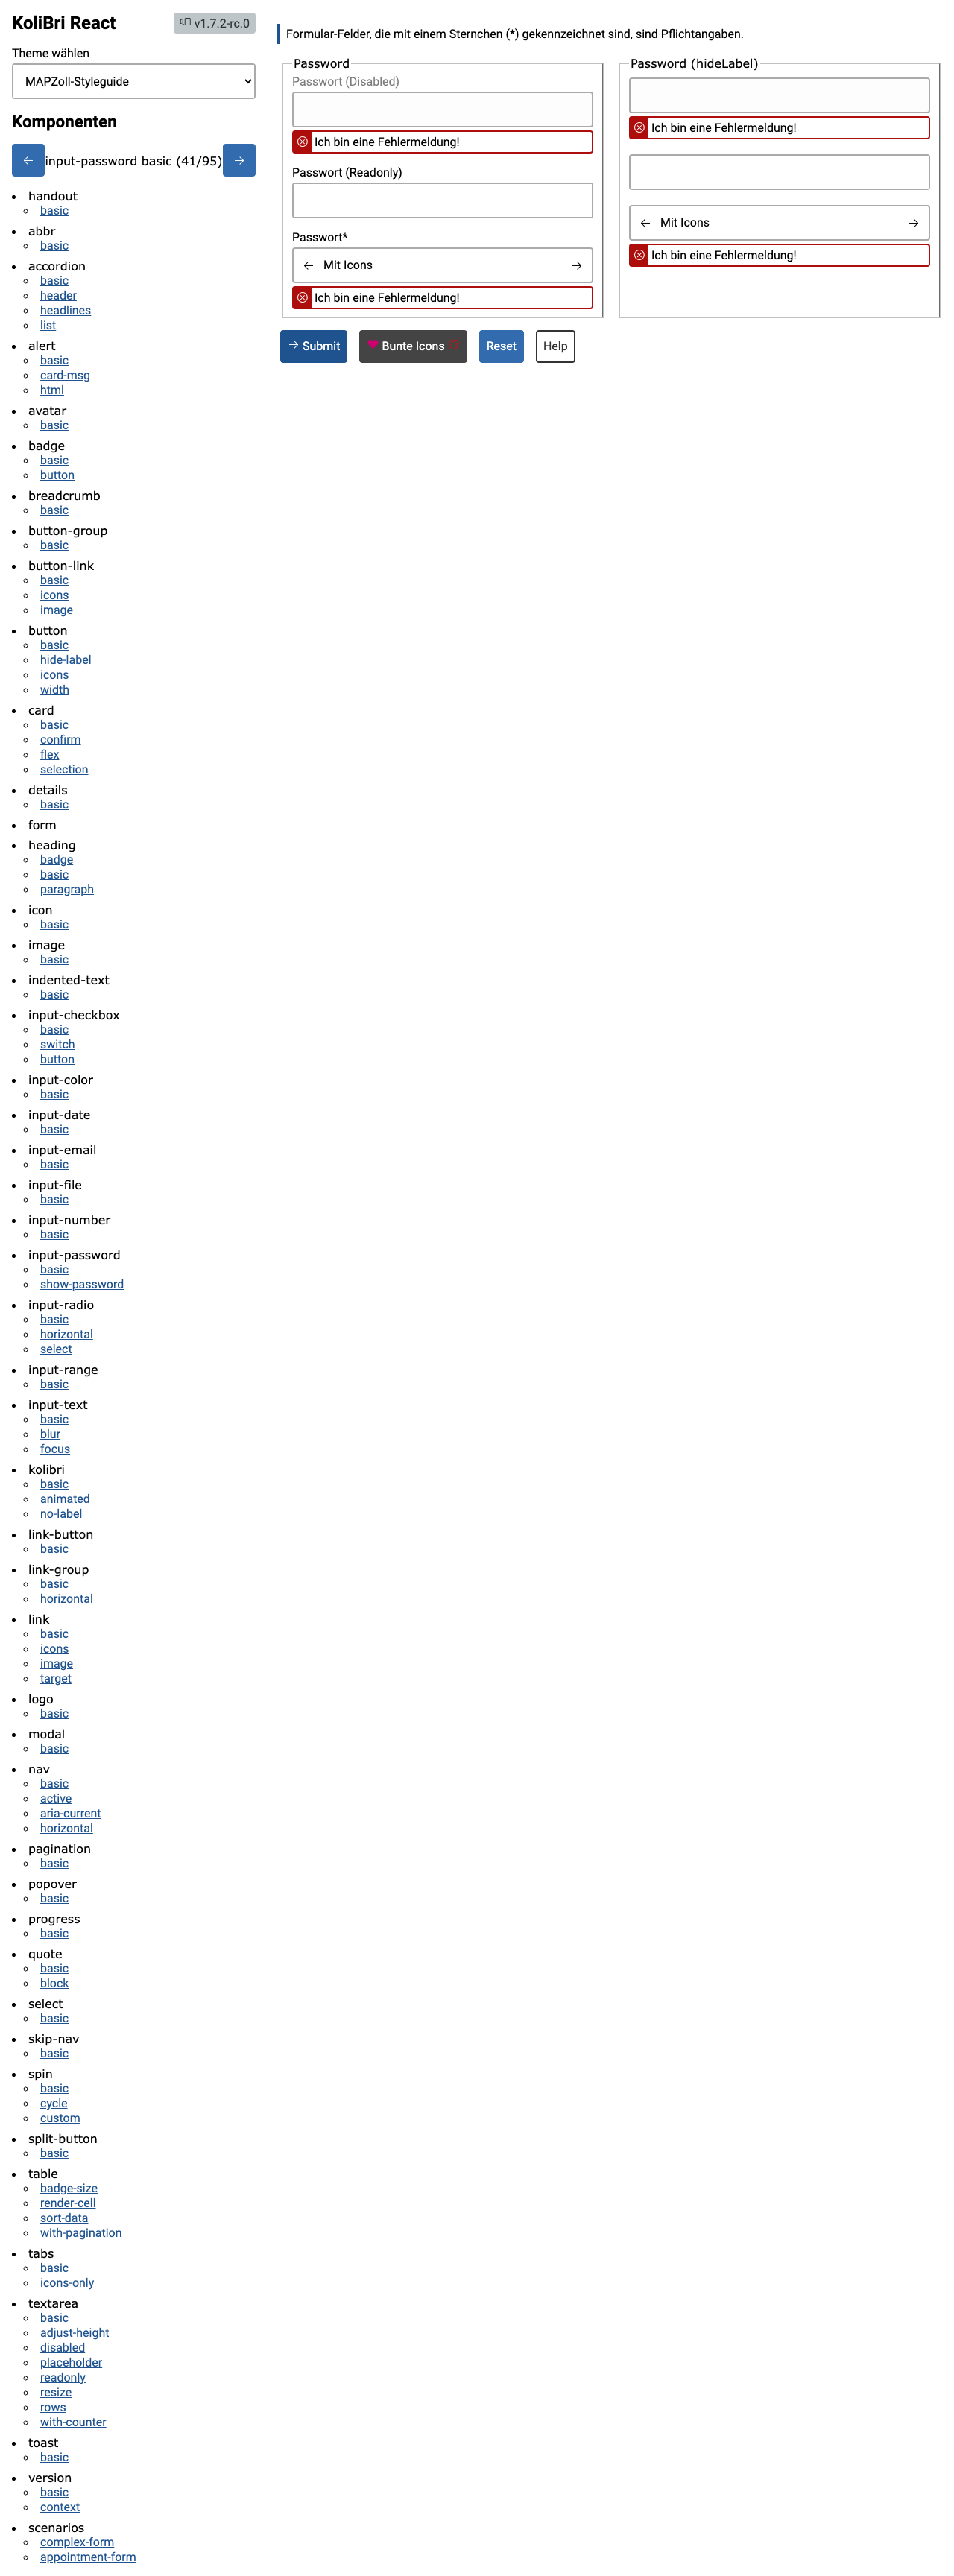 KoliBri React
v1.7.2-rc.0
Theme wählen
MAPZoll-Styleguide
Komponenten
input-password basic (41/95)
handout
basic
abbr
basic
accordion
basic
header
headlines
list
alert
basic
card-msg
html
avatar
basic
badge
basic
button
breadcrumb
basic
button-group
basic
button-link
basic
icons
image
button
basic
hide-label
icons
width
card
basic
confirm
flex
selection
details
basic
form
heading
badge
basic
paragraph
icon
basic
image
basic
indented-text
basic
input-checkbox
basic
switch
button
input-color
basic
input-date
basic
input-email
basic
input-file
basic
input-number
basic
input-password
basic
show-password
input-radio
basic
horizontal
select
input-range
basic
input-text
basic
blur
focus
kolibri
basic
animated
no-label
link-button
basic
link-group
basic
horizontal
link
basic
icons
image
target
logo
basic
modal
basic
nav
basic
active
aria-current
horizontal
pagination
basic
popover
basic
progress
basic
quote
basic
block
select
basic
skip-nav
basic
spin
basic
cycle
custom
split-button
basic
table
badge-size
render-cell
sort-data
with-pagination
tabs
basic
icons-only
textarea
basic
adjust-height
disabled
placeholder
readonly
resize
rows
with-counter
toast
basic
version
basic
context
scenarios
complex-form
appointment-form
Formular-Felder, die mit einem Sternchen (*) gekennzeichnet sind, sind Pflichtangaben.
Password
Passwort (Disabled)
Ich bin eine Fehlermeldung!
Passwort (Readonly)
Passwort*
Mit Icons
Ich bin eine Fehlermeldung!
Password (hideLabel)
Ich bin eine Fehlermeldung!
Mit Icons
Ich bin eine Fehlermeldung!
Submit
Bunte Icons
Reset
Help